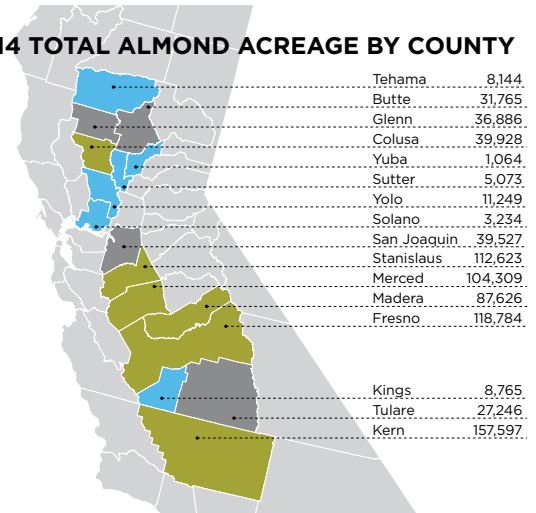 14 TOTAL ALMOND ACREAGE BY COUNTY
Tehama 8,144
Butte 31,765
Glenn 36,886
Colusa 39,928
Yuba 1,064
Sutter 5,073
Yolo 11,249
Solano 3,234
San Joaquin 39,527
Stanislaus 112,623
Merced 104,309
Madera 87,626
Fresno 118,784
Kings 8,765
Tulare 27,246
Kern 157,597